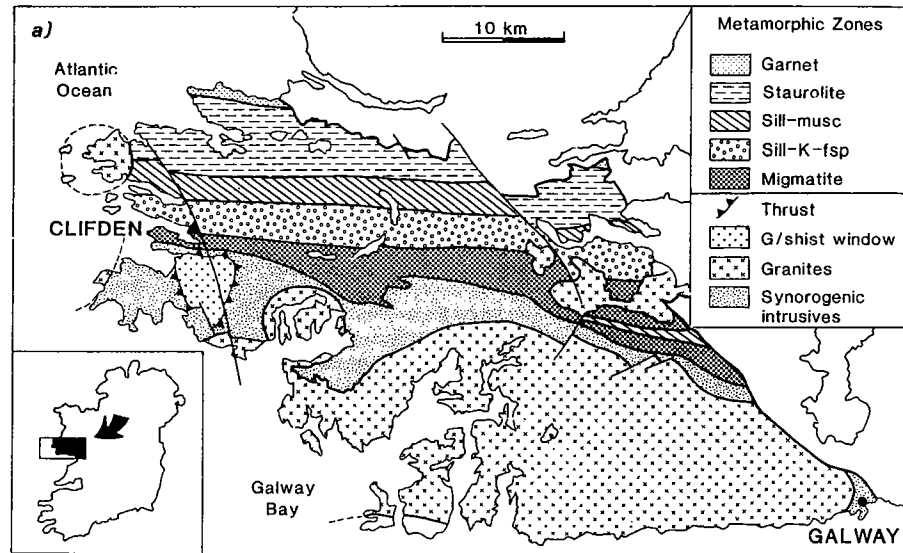 a)
10 km
Atlantic
Ocean
CLIFDEN
Galway
Bay
GALWAY
Metamorphic Zones
Garnet
Staurolite
Sill-musc
Sill-K-fsp
Migmatite
Thrust
G/shist window
Granites
Synorogenic
intrusives